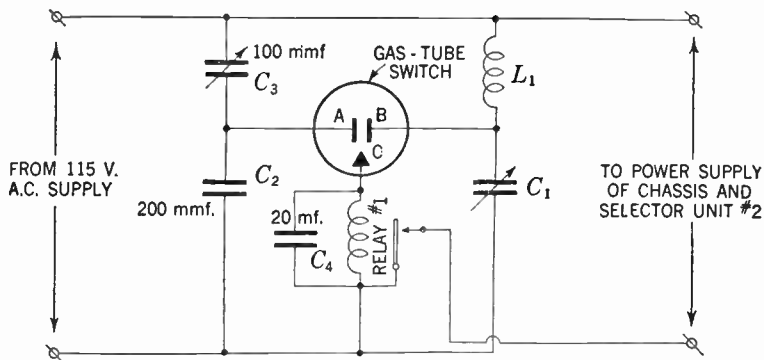 100 mmf
C3
GAS-TUBE
SWITCH
L1
A
B
C
FROM 115 V.
A.C. SUPPLY
C2
200 mmf.
20 mf.
C4
RELAY #1
C1
TO POWER SUPPLY
OF CHASSIS AND
SELECTOR UNIT #2